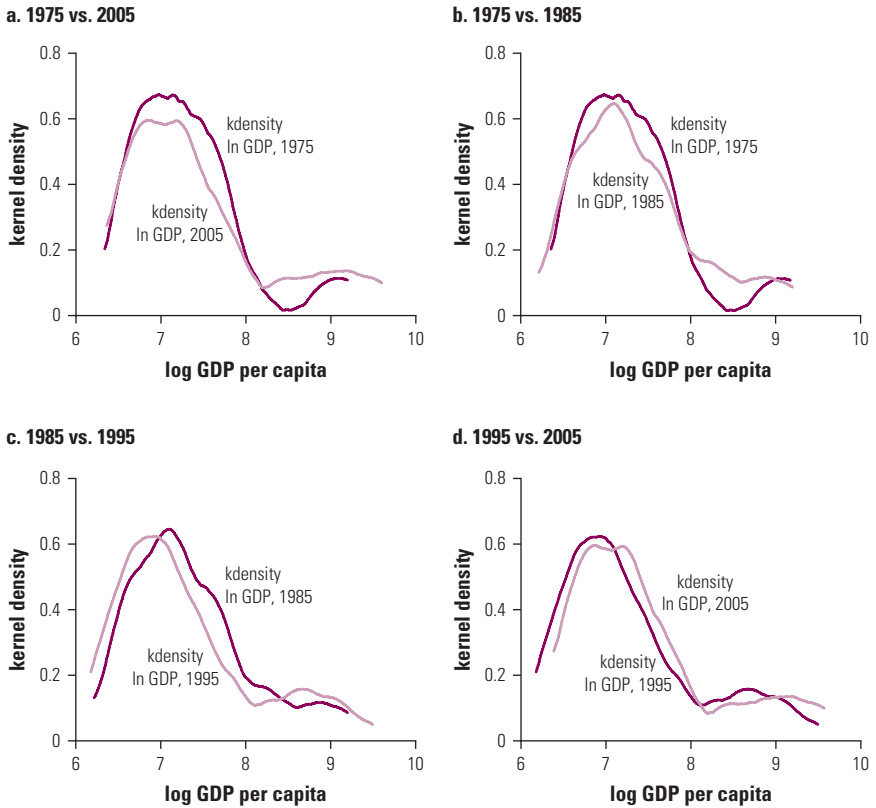 a. 1975 vs. 2005
kernel density
0.8
0.6
0.4
0.2
0
kdensity
ln GDP, 1975
kdensity
ln GDP, 2005
6
7
8
9
10
log GDP per capita
b. 1975 vs. 1985
kernel density
0.8
0.6
0.4
0.2
0
kdensity
ln GDP, 1975
kdensity
ln GDP, 1985
6
7
8
9
10
log GDP per capita
c. 1985 vs. 1995
kernel density
0.8
0.6
0.4
0.2
0
kdensity
ln GDP, 1985
kdensity
ln GDP, 1995
6
7
8
9
10
log GDP per capita
d. 1995 vs. 2005
kernel density
0.8
0.6
0.4
0.2
0
kdensity
ln GDP, 2005
kdensity
ln GDP, 1995
6
7
8
9
10
log GDP per capita